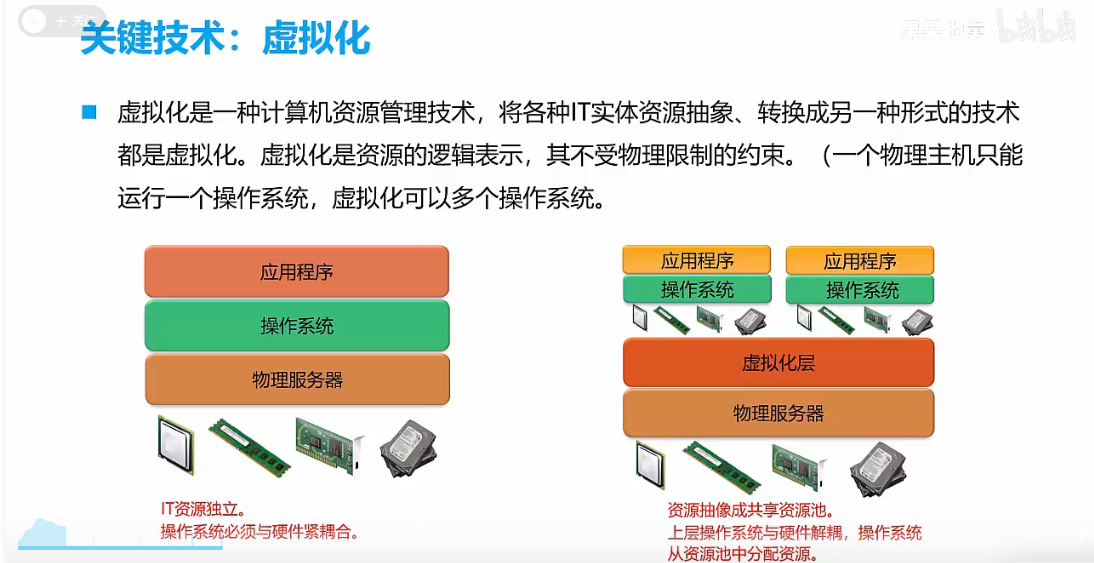 + 关注
关键技术：虚拟化
bilibili
虚拟化是一种计算机资源管理技术，将各种IT实体资源抽象、转换成另一种形式的技术
都是虚拟化。虚拟化是资源的逻辑表示，其不受物理限制的约束。（一个物理主机只能
运行一个操作系统，虚拟化可以多个操作系统。
应用程序
操作系统
物理服务器
IT资源独立。
操作系统必须与硬件紧耦合。
应用程序
应用程序
操作系统
操作系统
虚拟化层
物理服务器
资源抽像成共享资源池。
上层操作系统与硬件解耦，操作系统
从资源池中分配资源。